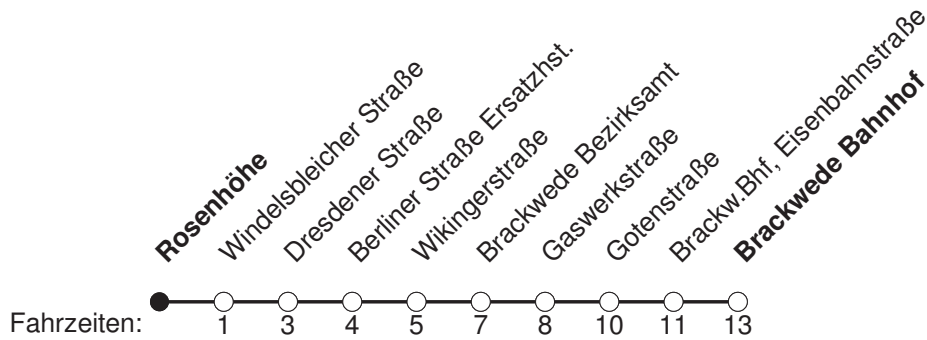 Rosenhöhe
Windelsbleicher Straße
Dresdener Straße
Berliner Straße Ersatzhst.
Wikingerstraße
Brackwede Bezirksamt
Gaswerkstraße
Gotenstraße
Brackw.Bhf, Eisenbahnstraße
Brackwede Bahnhof
Fahrzeiten: 1 3 4 5 7 8 10 11 13